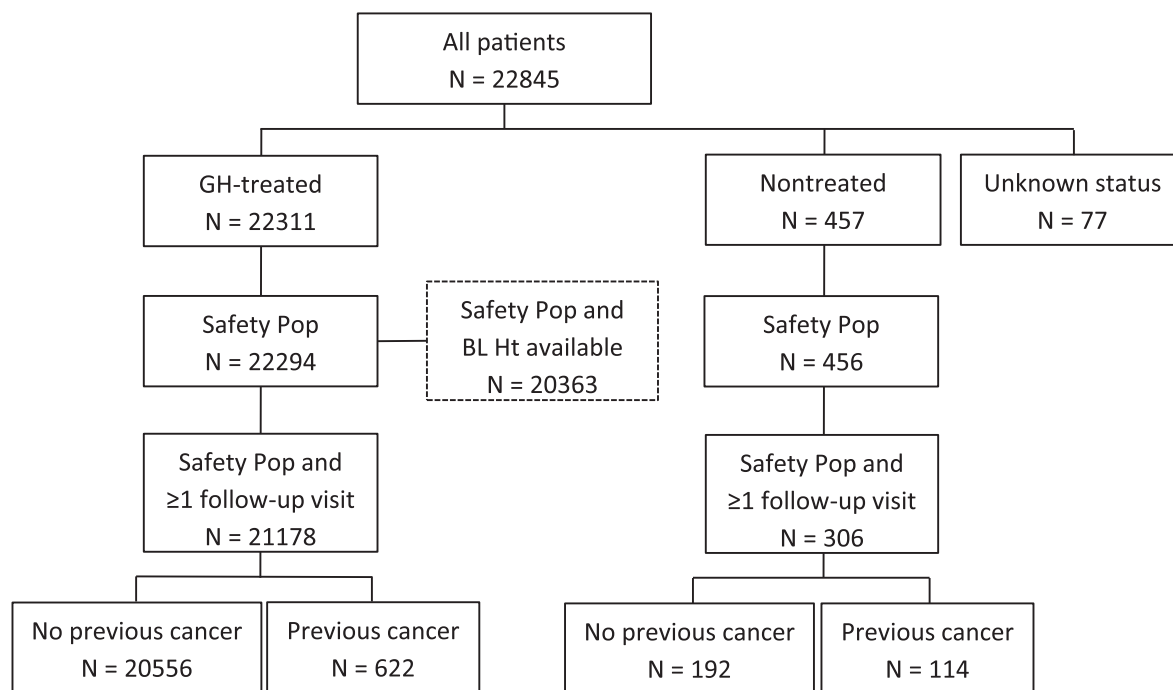 All patients
N = 22845
GH-treated
N = 22311
Nontreated
N = 457
Unknown status
N = 77
Safety Pop
N = 22294
Safety Pop and
BL Ht available
N = 20363
Safety Pop
N = 456
Safety Pop and
≥1 follow-up visit
N = 21178
Safety Pop and
≥1 follow-up visit
N = 306
No previous cancer
N = 20556
Previous cancer
N = 622
No previous cancer
N = 192
Previous cancer
N = 114